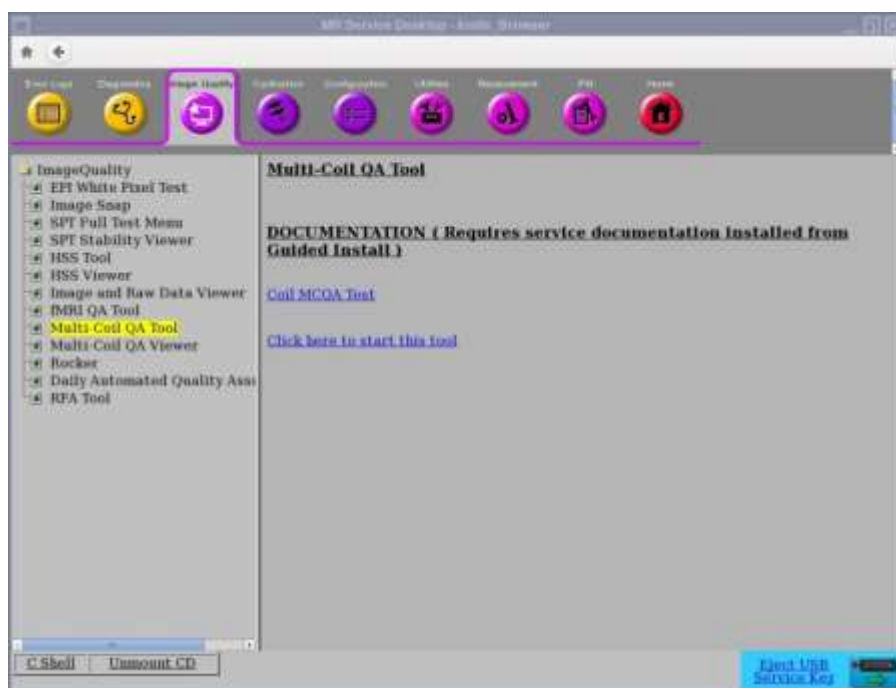 MR Service Desktop - Guide Browser
Error Logs
Diagnostics
Image Quality
Calibration
Configuration
Utilities
Replacement
PM
Home
ImageQuality
EPI White Pixel Test
Image Snap
SPT Full Test Menu
SPT Stability Viewer
HSS Tool
HSS Viewer
Image and Raw Data Viewer
fMRI QA Tool
Multi-Coil QA Tool
Multi-Coil QA Viewer
Rocker
Daily Automated Quality Assu
RFA Tool
Multi-Coil QA Tool
DOCUMENTATION ( Requires service documentation installed from
Guided Install )
Coil MCQA Test
Click here to start this tool
C Shell
Unmount CD
Eject USB
Service Key